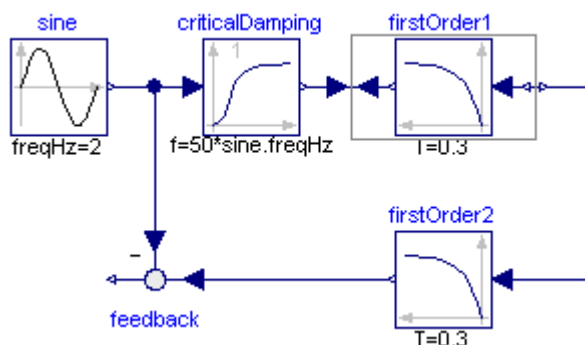 sine
criticalDamping
firstOrder1
1
freqHz=2
f=50*sine.freqHz
T=0.3
firstOrder2
–
feedback
T=0.3